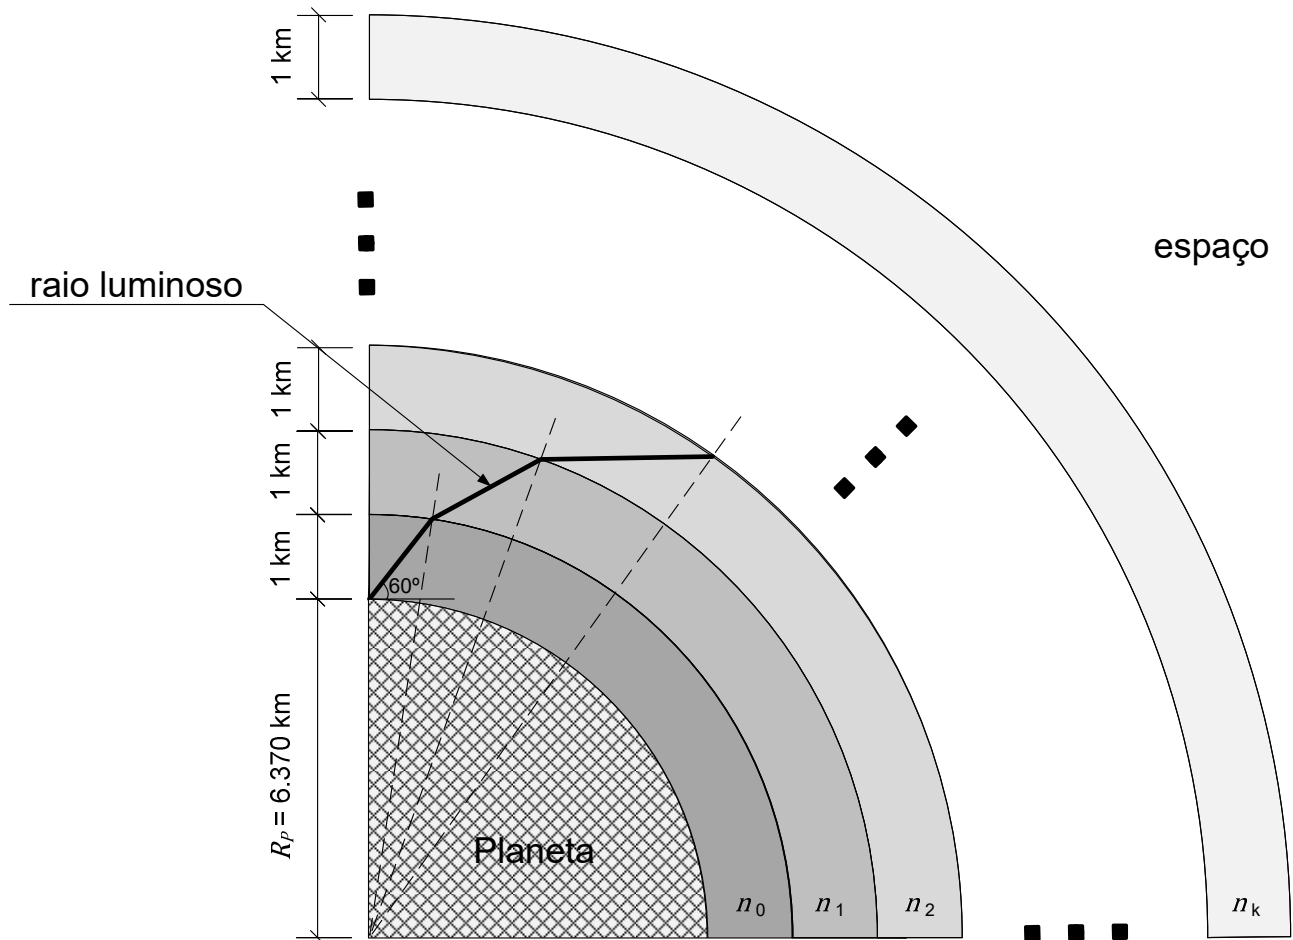 1 km
espaço
raio luminoso
1 km
1 km
1 km
60º
R_P = 6.370 km
Planeta
n_0
n_1
n_2
n_k